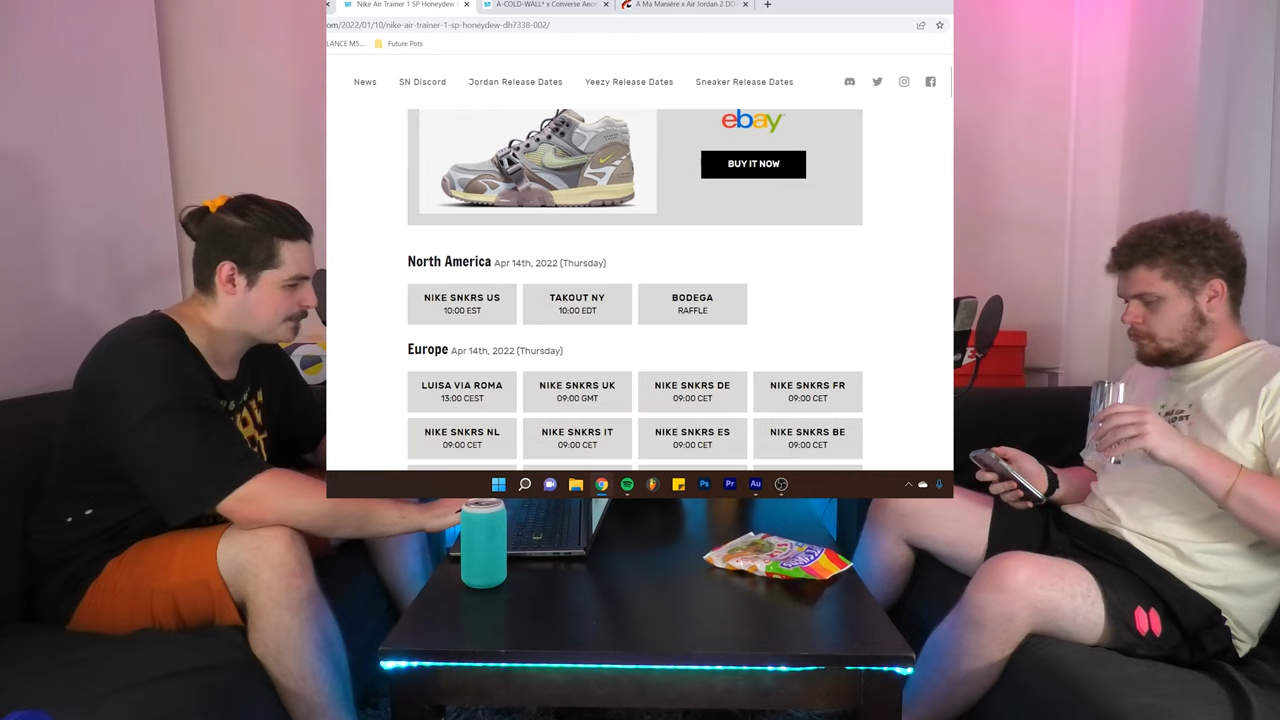 Nike Air Trainer 1 SP Honeydew
A-COLD-WALL* x Converse Aeo
A Ma Maniére x Air Jordan 2 DO
om/2022/01/10/nike-air-trainer-1-sp-honeydew-dh7338-002/
LANCE M5...
Future Pots
News
SN Discord
Jordan Release Dates
Yeezy Release Dates
Sneaker Release Dates
ebay
BUY IT NOW
North America Apr 14th, 2022 (Thursday)
NIKE SNKRS US
10:00 EST
TAKOUT NY
10:00 EDT
BODEGA
RAFFLE
Europe Apr 14th, 2022 (Thursday)
LUISA VIA ROMA
13:00 CEST
NIKE SNKRS UK
09:00 GMT
NIKE SNKRS DE
09:00 CET
NIKE SNKRS FR
09:00 CET
NIKE SNKRS NL
09:00 CET
NIKE SNKRS IT
09:00 CET
NIKE SNKRS ES
09:00 CET
NIKE SNKRS BE
09:00 CET
Ps
Pr
Au